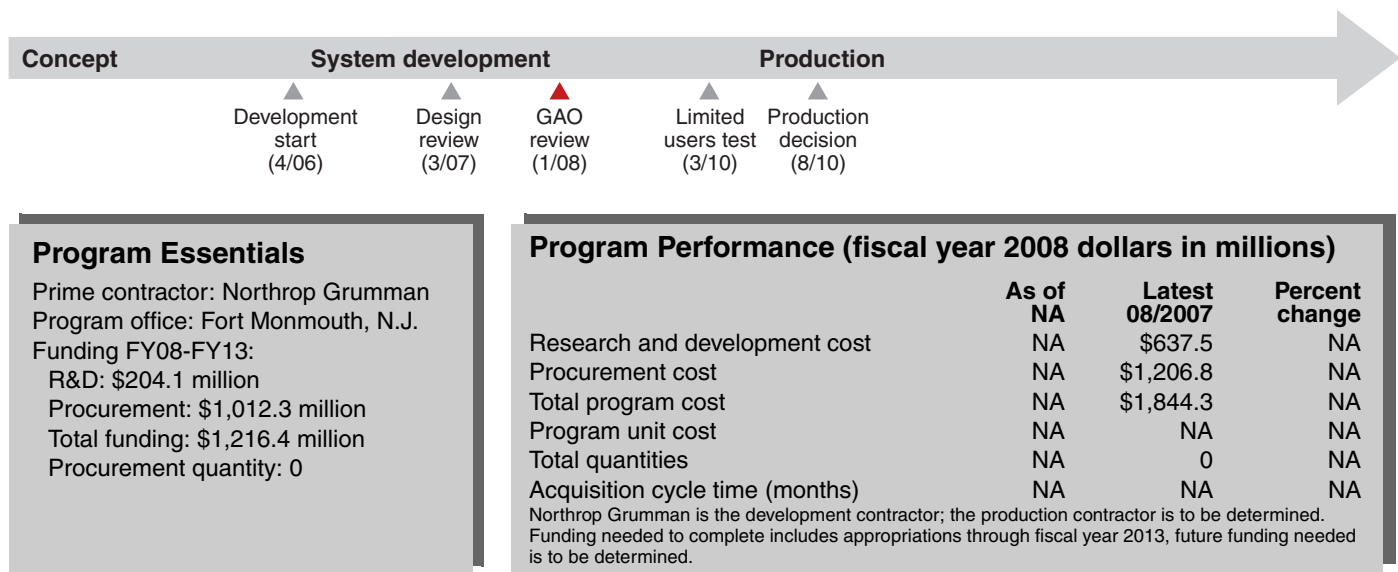 Concept System development Production
Development start (4/06)
Design review (3/07)
GAO review (1/08)
Limited users test (3/10)
Production decision (8/10)
Program Essentials
Prime contractor: Northrop Grumman
Program office: Fort Monmouth, N.J.
Funding FY08-FY13:
R&D: $204.1 million
Procurement: $1,012.3 million
Total funding: $1,216.4 million
Procurement quantity: 0
Program Performance (fiscal year 2008 dollars in millions)
As of NA Latest 08/2007 Percent change
Research and development cost NA $637.5 NA
Procurement cost NA $1,206.8 NA
Total program cost NA $1,844.3 NA
Program unit cost NA NA NA
Total quantities NA 0 NA
Acquisition cycle time (months) NA NA NA
Northrop Grumman is the development contractor; the production contractor is to be determined.
Funding needed to complete includes appropriations through fiscal year 2013, future funding needed
is to be determined.